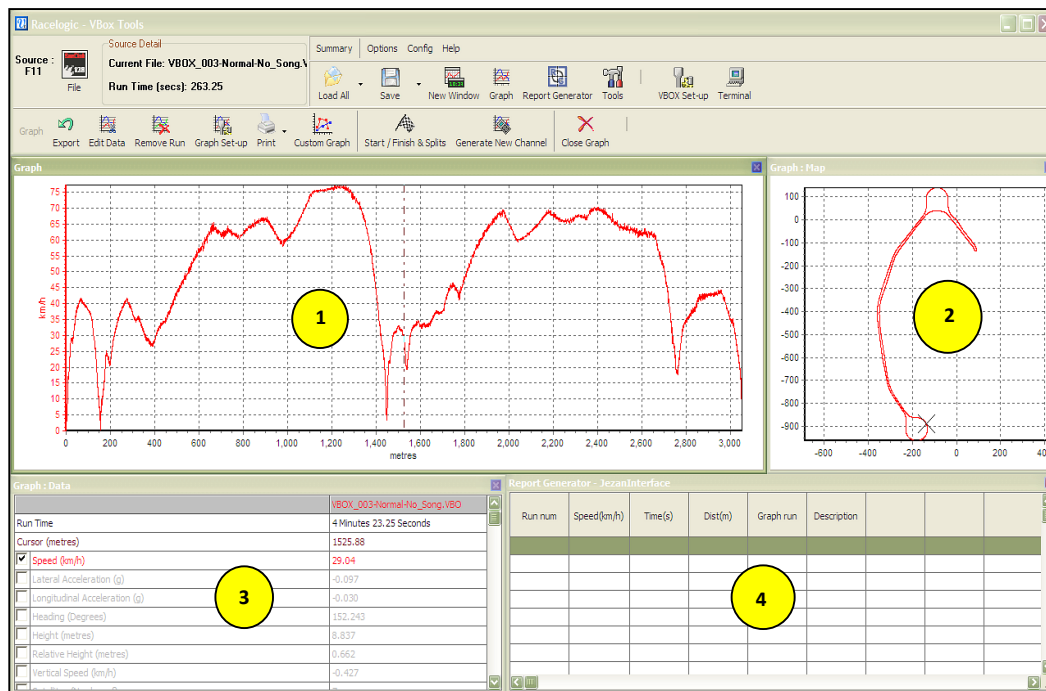 Racelogic - VBox Tools
Source :
F11
File
Source Detail
Current File: VBOX_003-Normal-No_Song.V
Run Time (secs): 263.25
Summary Options Config Help
Load All Save New Window Graph Report Generator Tools VBOX Set-up Terminal
Graph Export Edit Data Remove Run Graph Set-up Print Custom Graph Start / Finish & Splits Generate New Channel Close Graph
Graph
75
70
65
60
55
50
45
40
35
30
25
20
15
10
5
0
km/h
0 200 400 600 800 1,000 1,200 1,400 1,600 1,800 2,000 2,200 2,400 2,600 2,800 3,000
metres
1
Graph : Map
100
0
-100
-200
-300
-400
-500
-600
-700
-800
-900
-600 -400 -200 0 200 40
2
Graph : Data
VBOX_003-Normal-No_Song.VBO
Run Time 4 Minutes 23.25 Seconds
Cursor (metres) 1525.88
Speed (km/h) 29.04
Lateral Acceleration (g) -0.097
Longitudinal Acceleration (g) -0.030
Heading (Degrees) 152.243
Height (metres) 8.837
Relative Height (metres) 0.662
Vertical Speed (km/h) -0.427
3
Report Generator - JezanInterface
Run num Speed(km/h) Time(s) Dist(m) Graph run Description
4